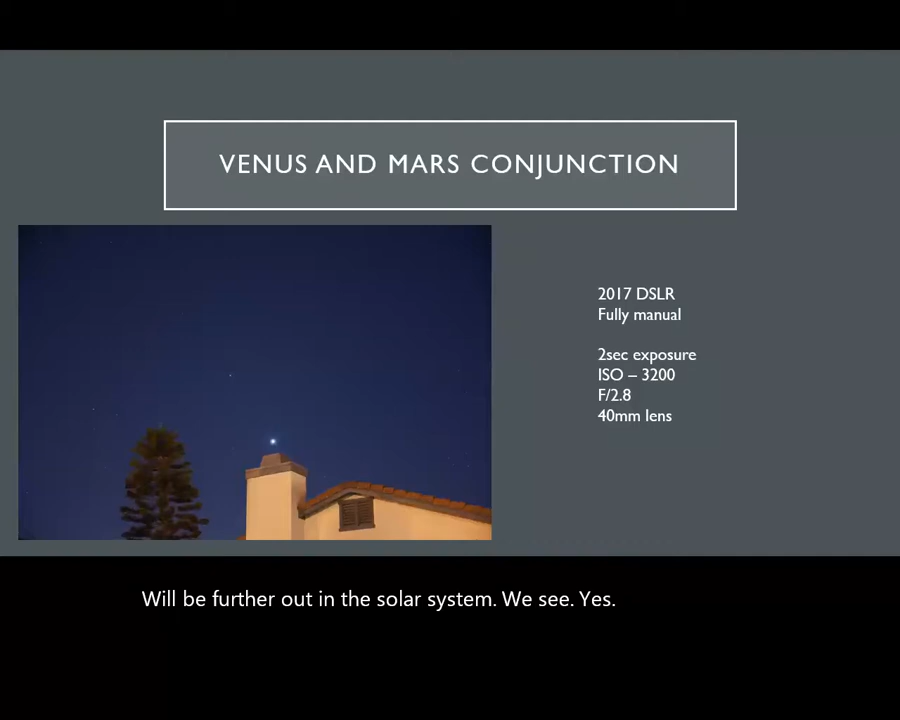 VENUS AND MARS CONJUNCTION
2017 DSLR
Fully manual
2sec exposure
ISO – 3200
F/2.8
40mm lens
Will be further out in the solar system. We see. Yes.